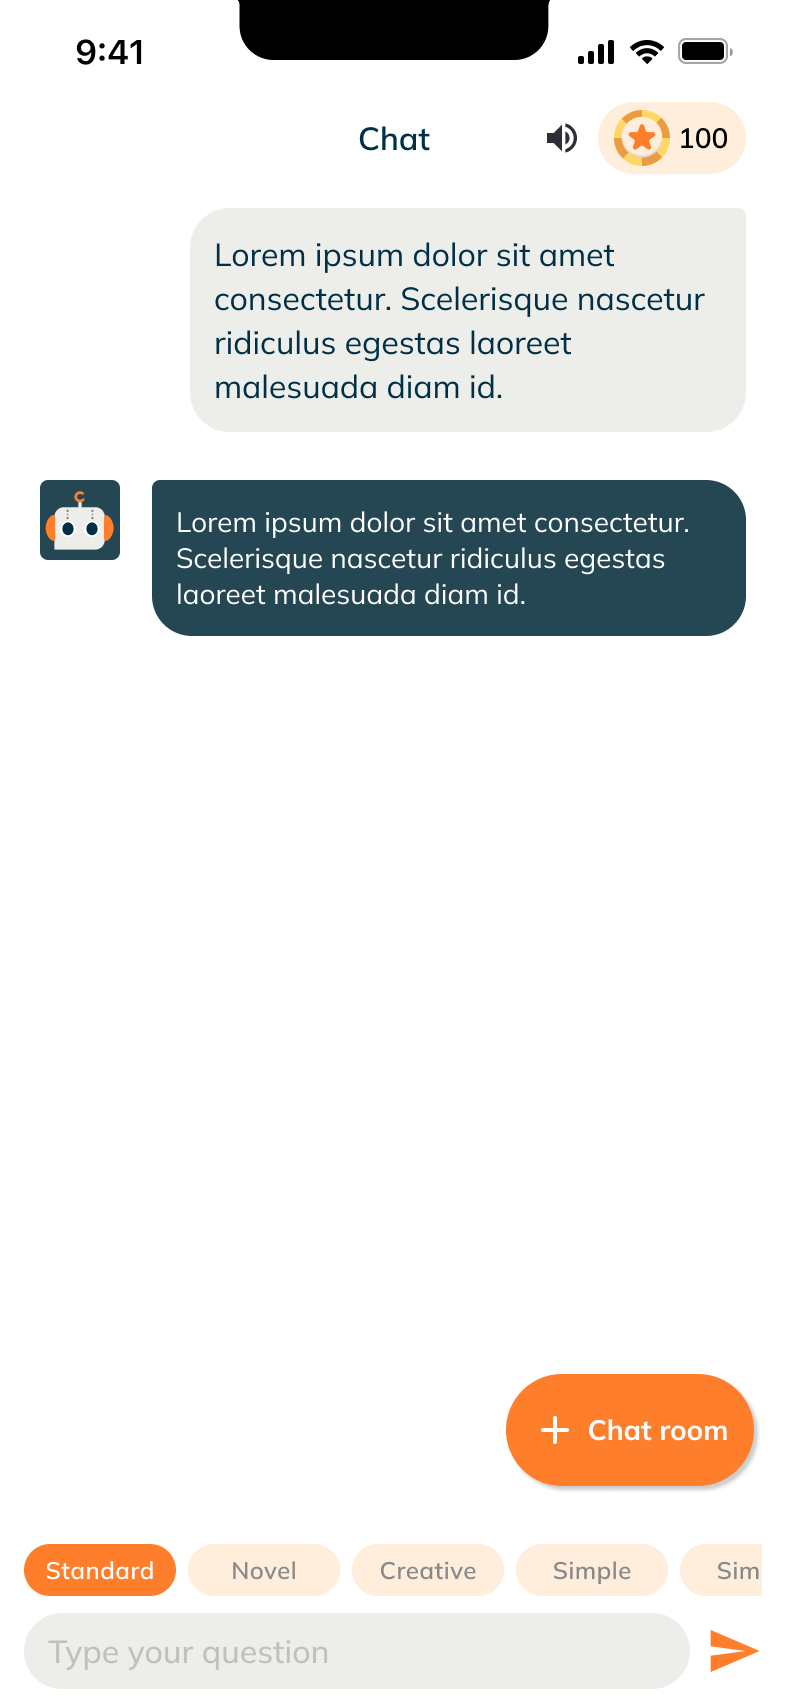 9:41
Chat
100
Lorem ipsum dolor sit amet
consectetur. Scelerisque nascetur
ridiculus egestas laoreet
malesuada diam id.
Lorem ipsum dolor sit amet consectetur.
Scelerisque nascetur ridiculus egestas
laoreet malesuada diam id.
+ Chat room
Standard Novel Creative Simple Sim
Type your question